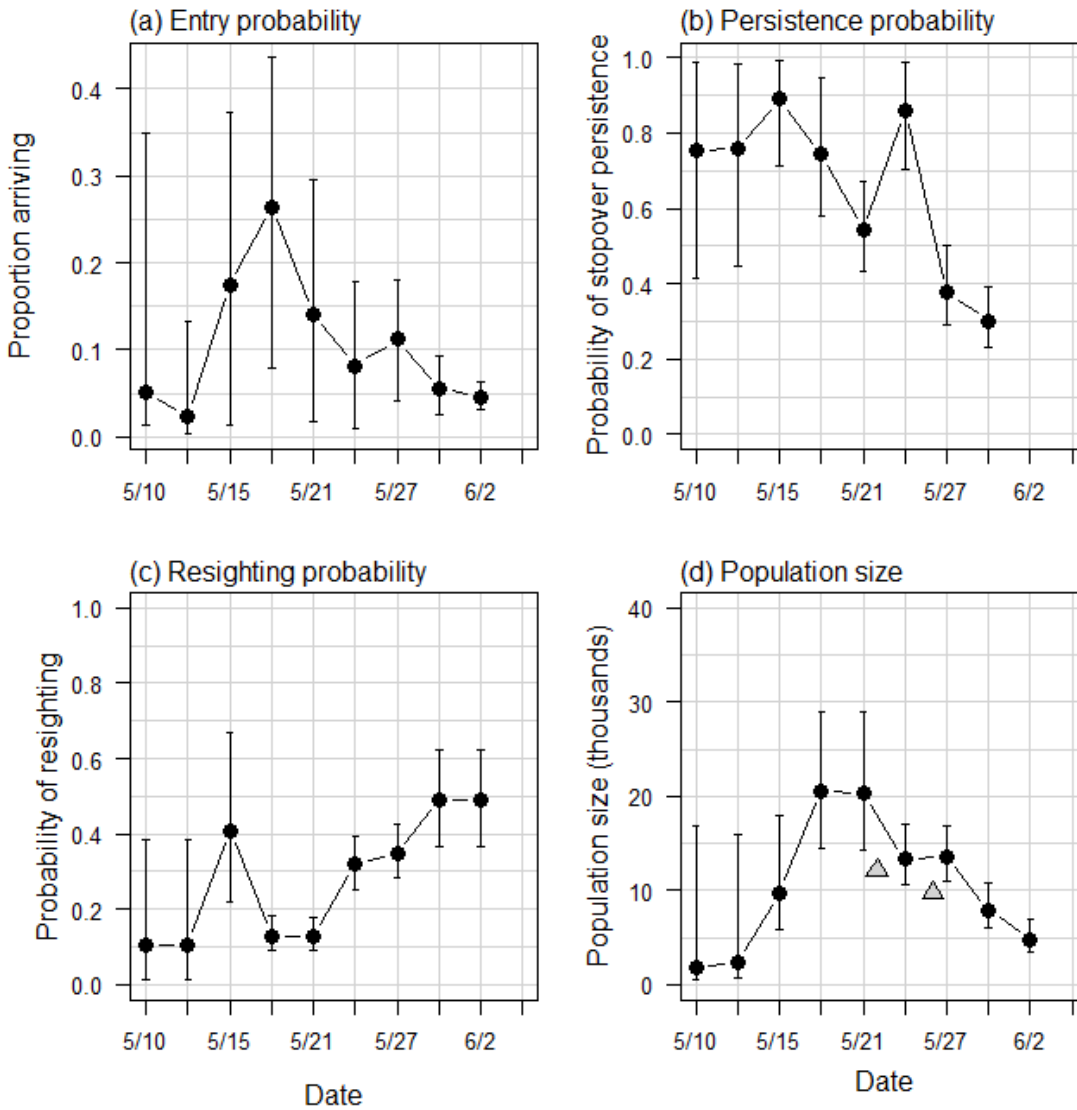 (a) Entry probability
Proportion arriving
0.4
0.3
0.2
0.1
0.0
5/10 5/15 5/21 5/27 6/2
(b) Persistence probability
Probability of stopover persistence
1.0
0.8
0.6
0.4
0.2
0.0
5/10 5/15 5/21 5/27 6/2
(c) Resighting probability
Probability of resighting
1.0
0.8
0.6
0.4
0.2
0.0
5/10 5/15 5/21 5/27 6/2
Date
(d) Population size
Population size (thousands)
40
30
20
10
0
5/10 5/15 5/21 5/27 6/2
Date